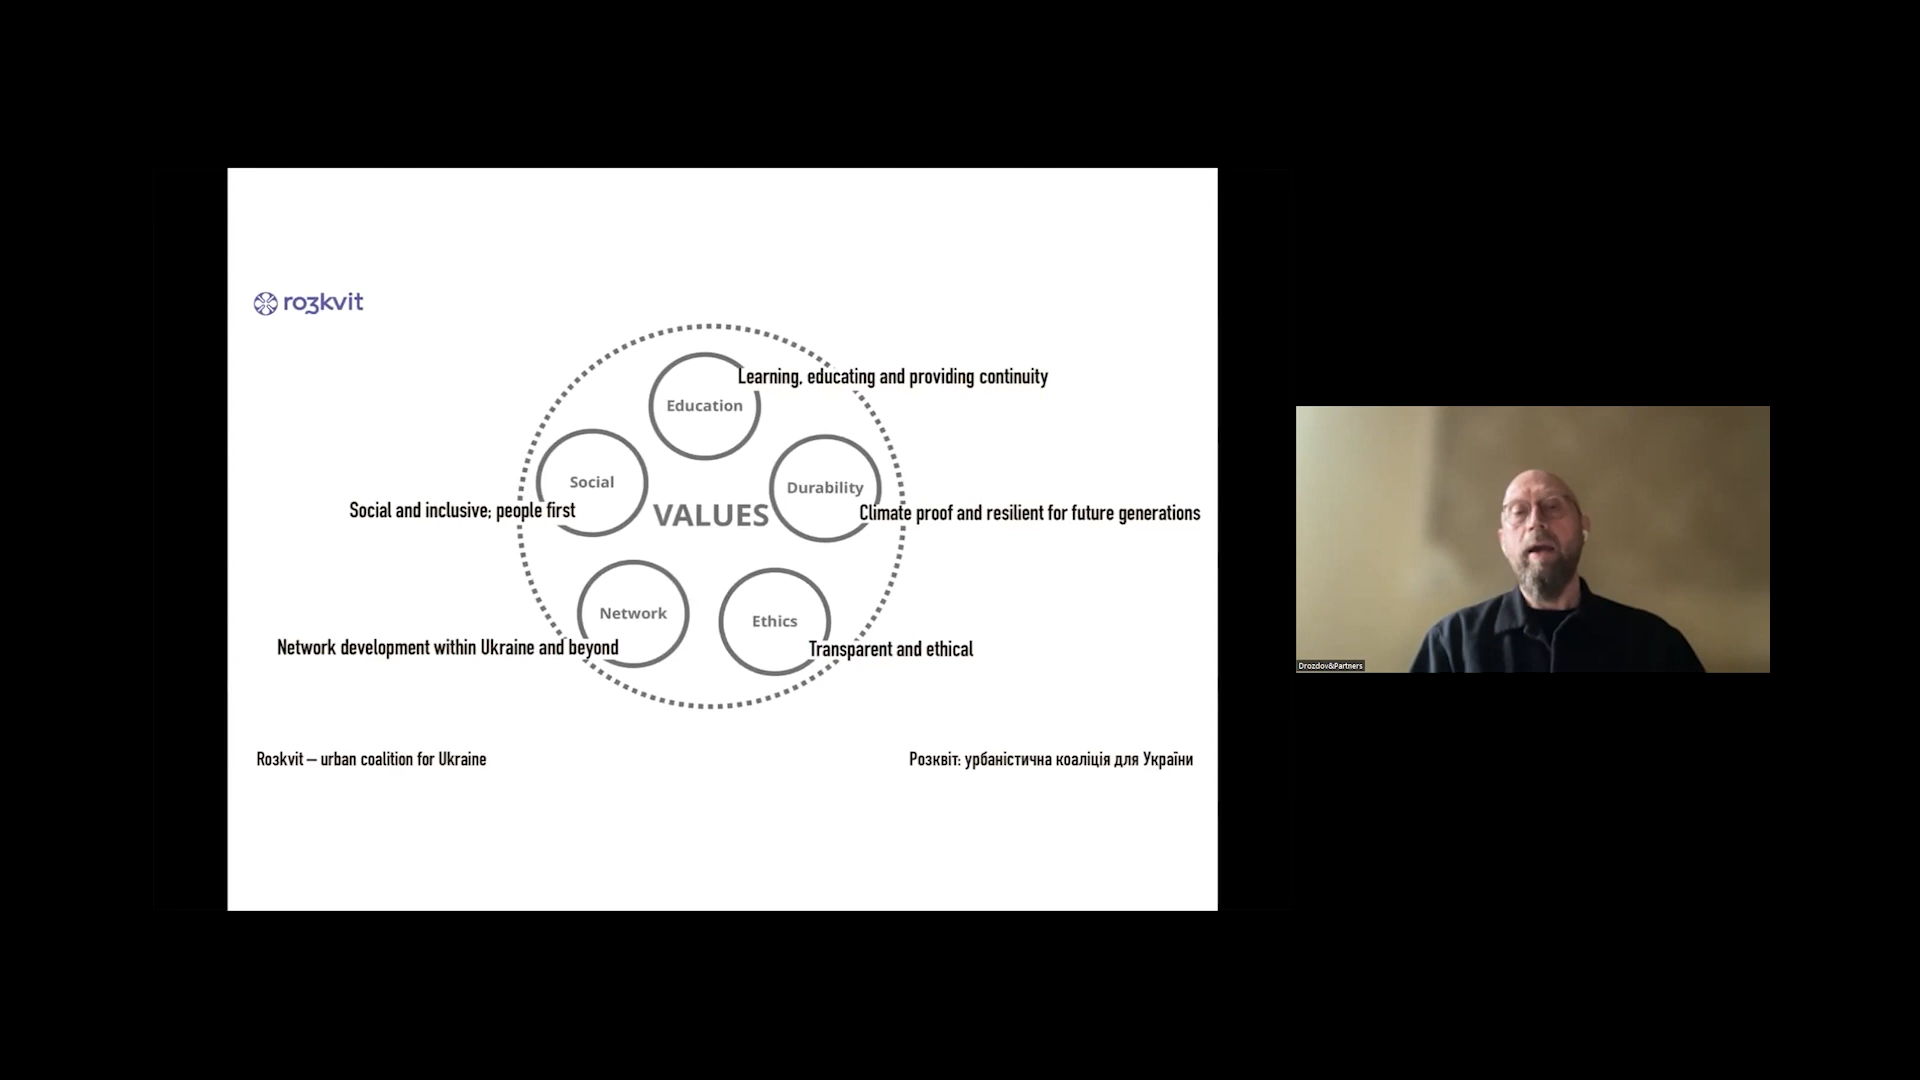 roзkvit
Learning, educating and providing continuity
Education
Social
Durability
Social and inclusive; people first
VALUES
Climate proof and resilient for future generations
Network
Ethics
Network development within Ukraine and beyond
Transparent and ethical
Drozdov&Partners
Roзkvit – urban coalition for Ukraine
Розквіт: урбаністична коаліція для України